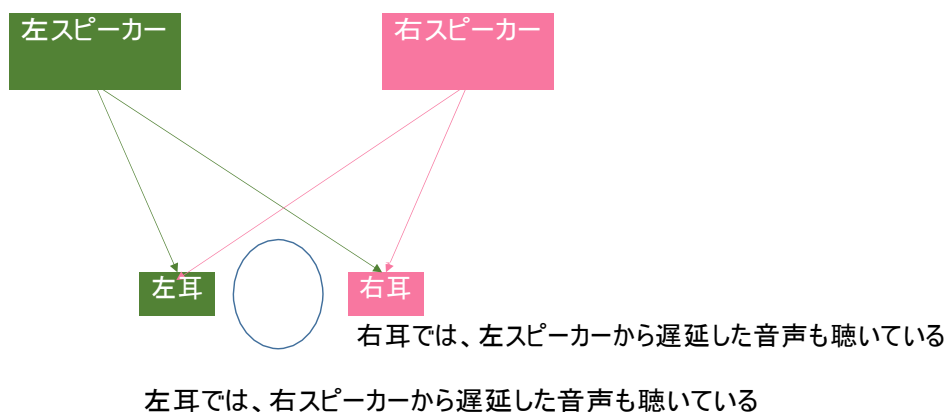 左スピーカー
右スピーカー
左耳
右耳
右耳では、左スピーカーから遅延した音声も聴いている
左耳では、右スピーカーから遅延した音声も聴いている